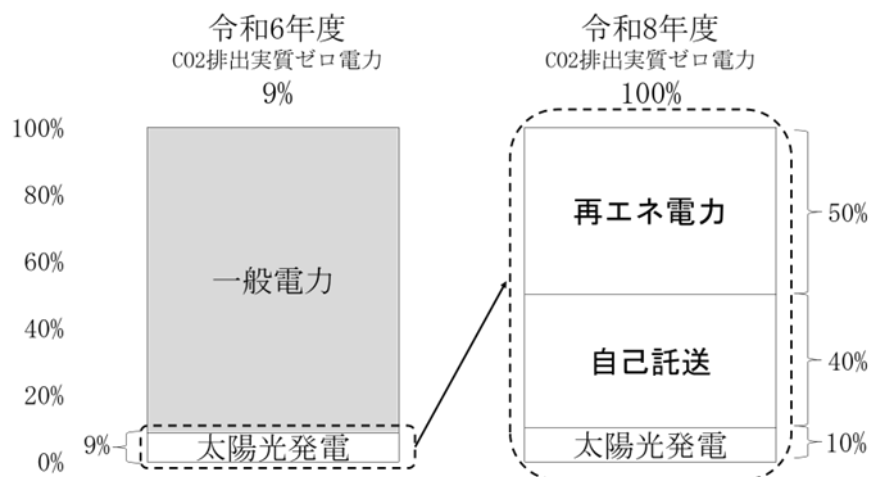 令和6年度
CO2排出実質ゼロ電力
9%
令和8年度
CO2排出実質ゼロ電力
100%
100%
80%
60%
40%
20%
0%
一般電力
9%
太陽光発電
再エネ電力
50%
自己託送
40%
太陽光発電
10%